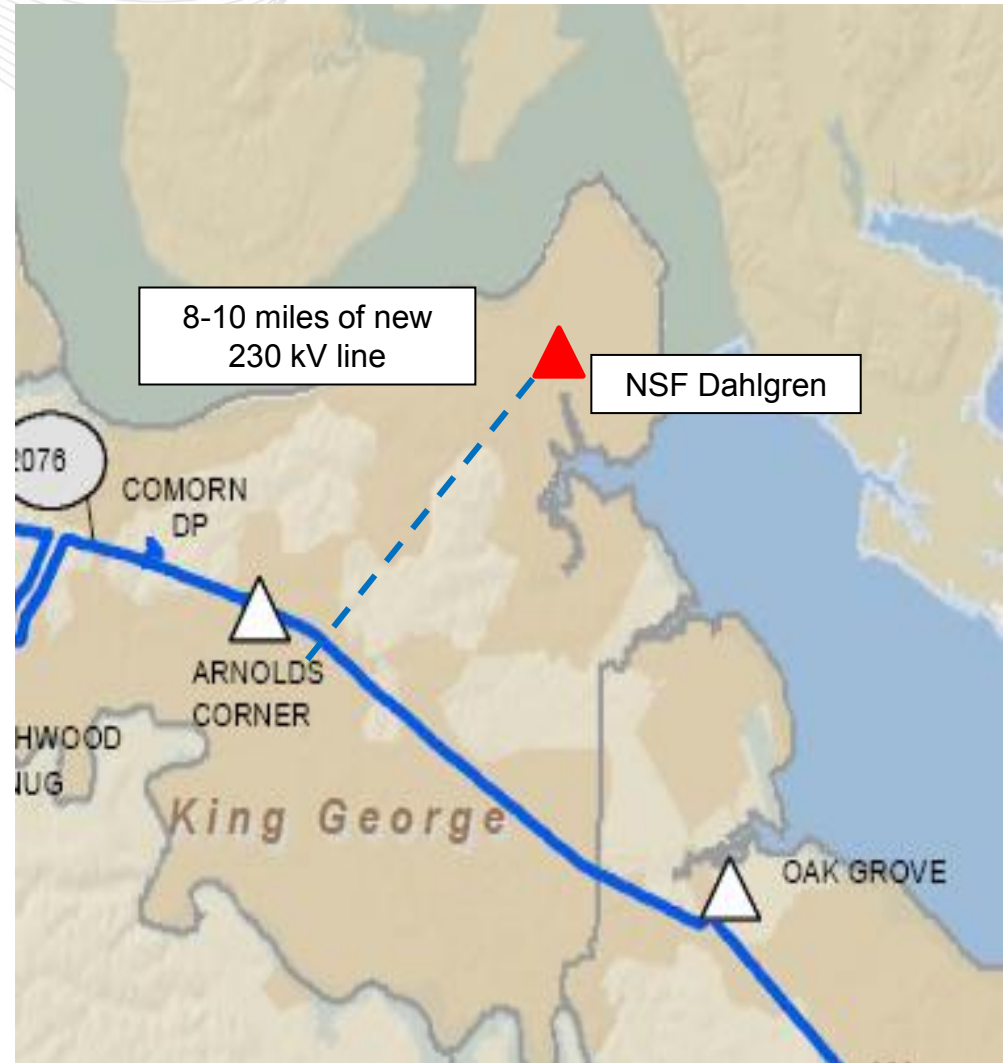 8-10 miles of new
230 kV line
NSF Dahlgren
2076
COMORN
DP
ARNOLDS
CORNER
HWOOD
NUG
King George
OAK GROVE